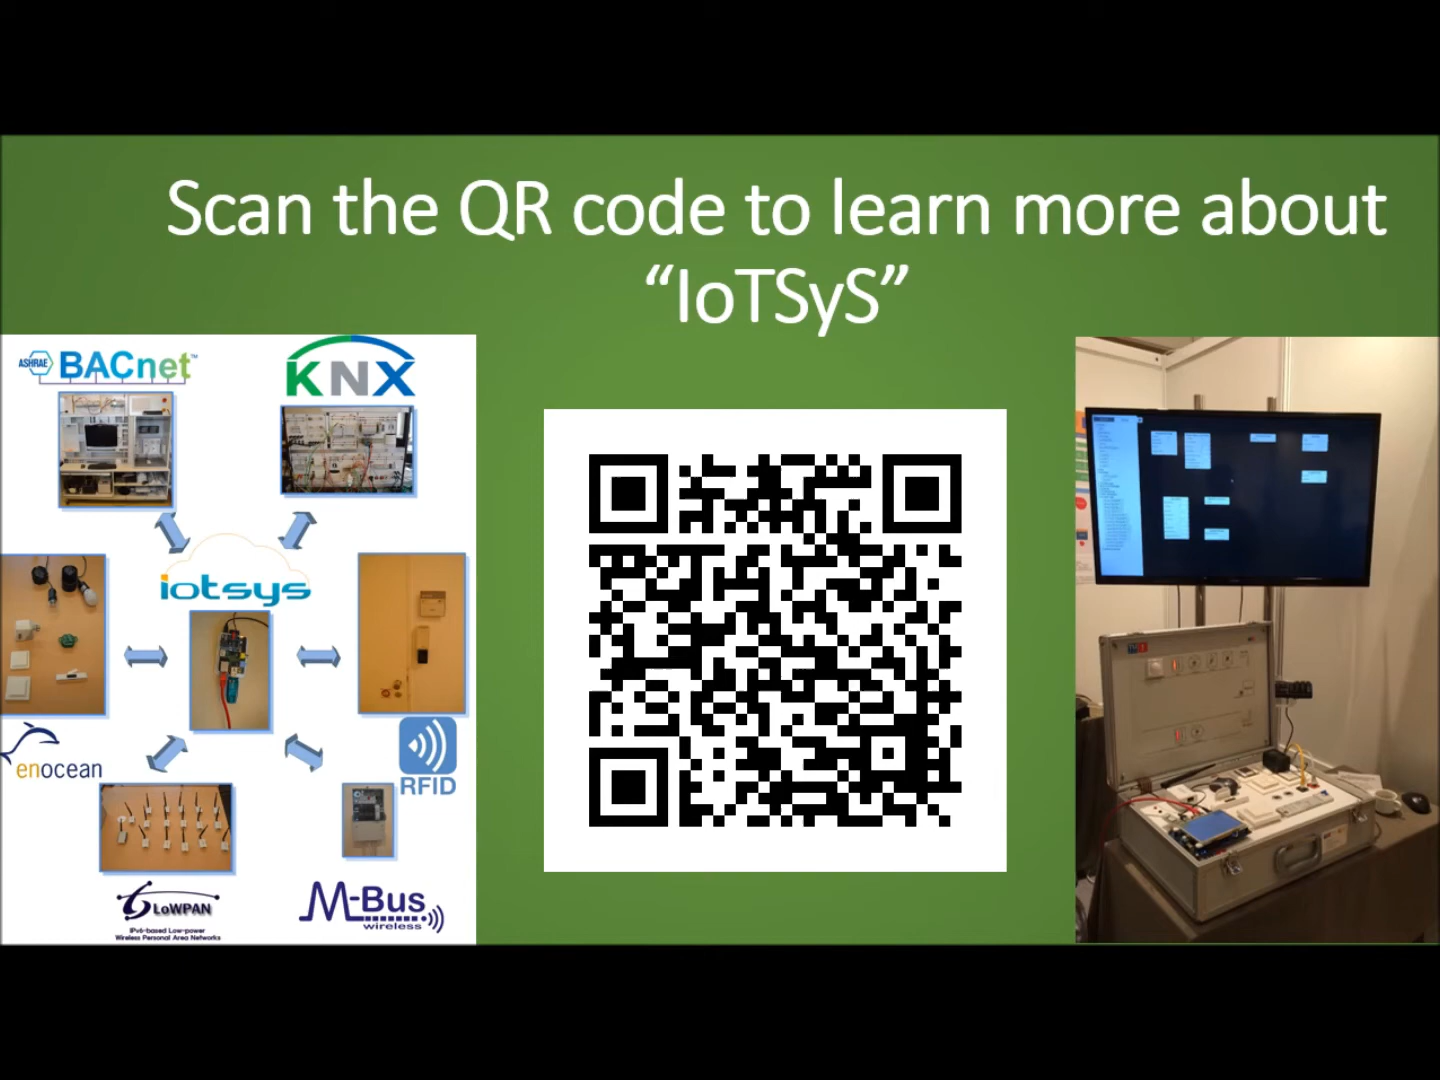 Scan the QR code to learn more about
“IoTSyS”
ASHRAE BACnet™
KNX
iotsys
enocean
RFID
6LoWPAN
IPv6-based Low-power
Wireless Personal Area Networks
M-Bus
wireless